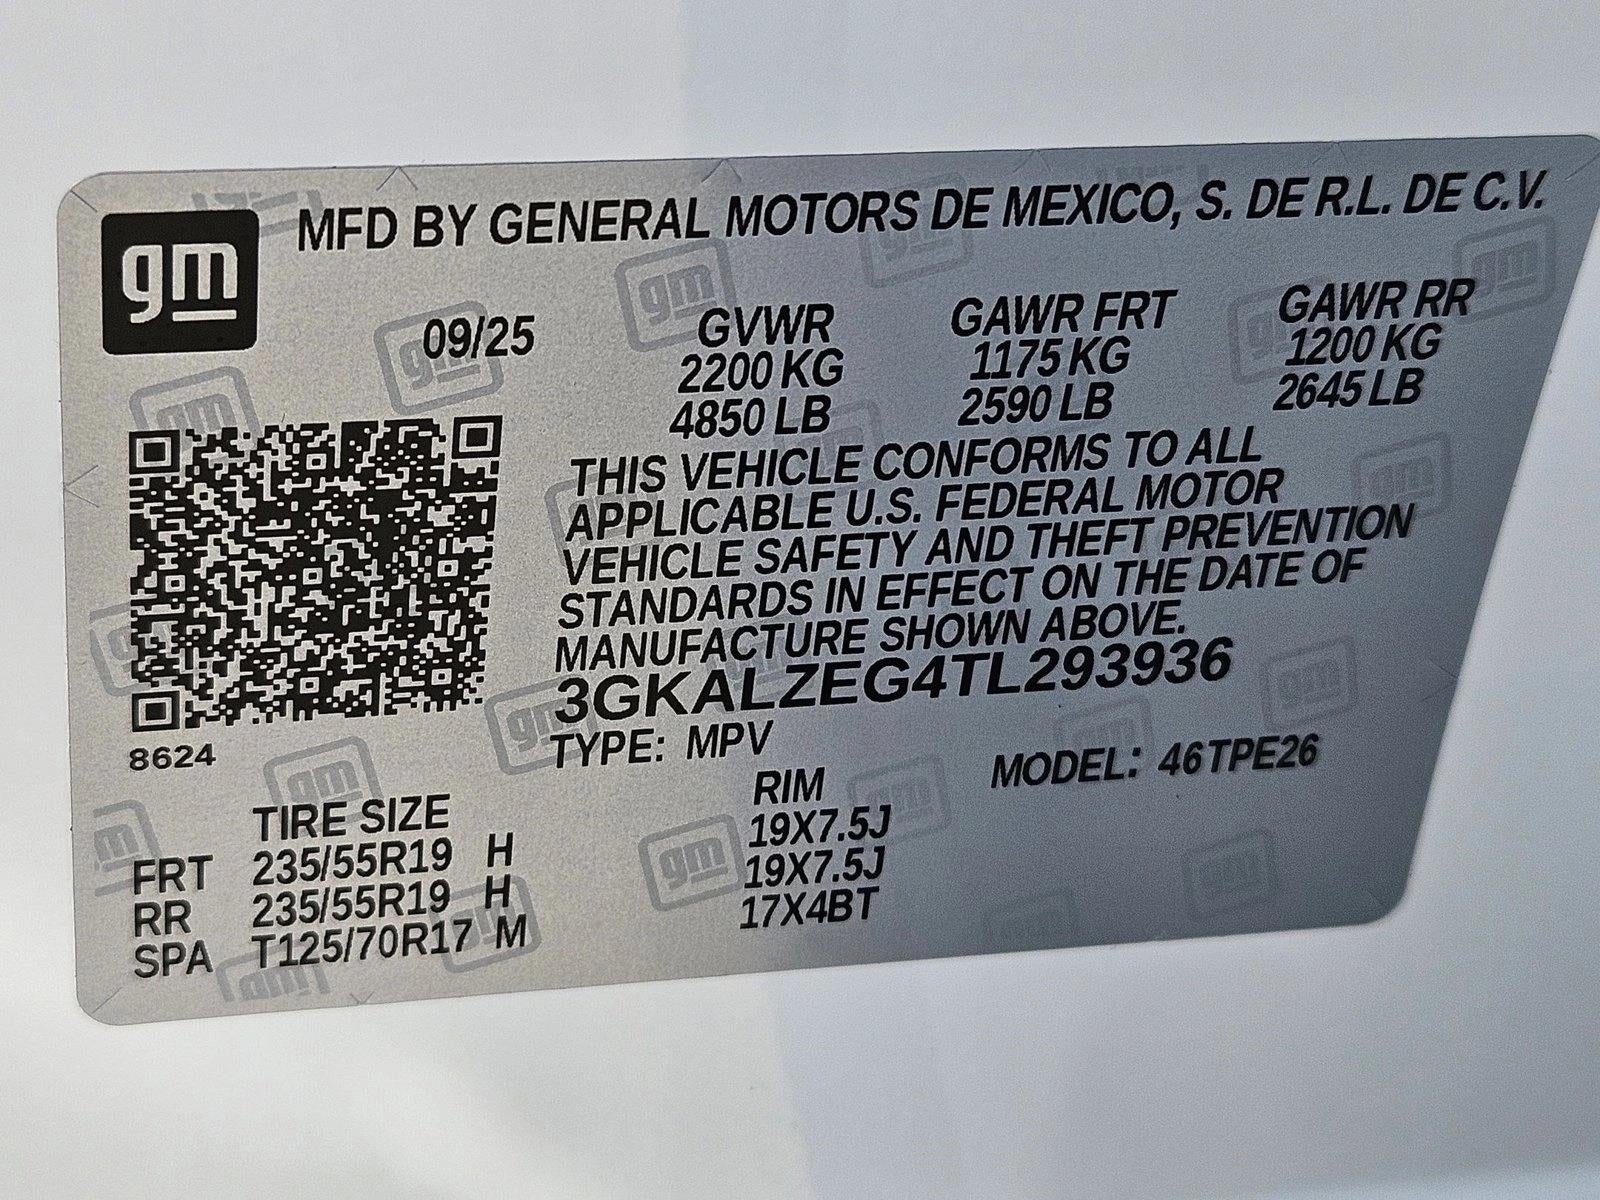 gm MFD BY GENERAL MOTORS DE MEXICO, S. DE R.L. DE C.V.
09/25 GVWR GAWR FRT GAWR RR
2200 KG 1175 KG 1200 KG
4850 LB 2590 LB 2645 LB
THIS VEHICLE CONFORMS TO ALL
APPLICABLE U.S. FEDERAL MOTOR
VEHICLE SAFETY AND THEFT PREVENTION
STANDARDS IN EFFECT ON THE DATE OF
MANUFACTURE SHOWN ABOVE.
3GKALZEG4TL293936
8624 TYPE: MPV MODEL: 46TPE26
TIRE SIZE RIM
FRT 235/55R19 H 19X7.5J
RR 235/55R19 H 19X7.5J
SPA T125/70R17 M 17X4BT